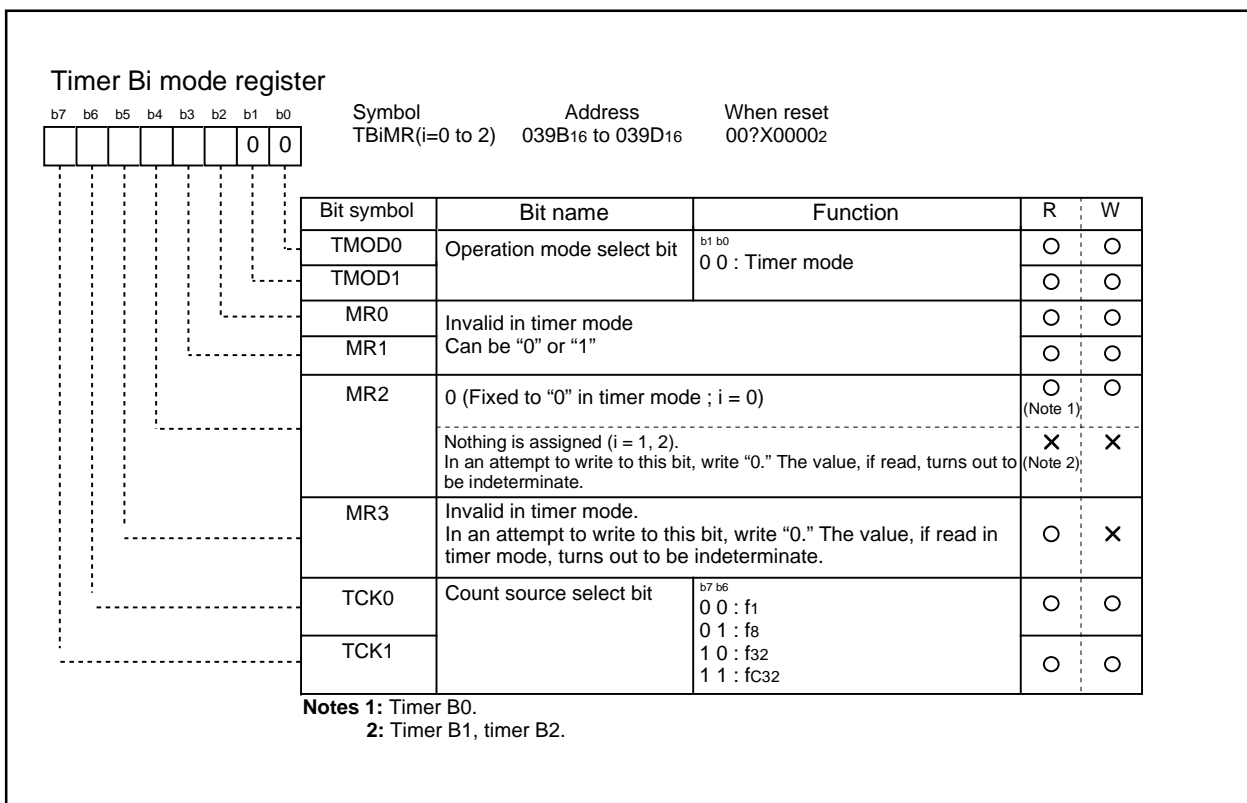 Timer Bi mode register
b7 b6 b5 b4 b3 b2 b1 b0
0 0
Symbol Address When reset
TBiMR(i=0 to 2) 039B16 to 039D16 00?X00002
Bit symbol Bit name Function R W
TMOD0 Operation mode select bit b1 b0
0 0 : Timer mode
TMOD1
MR0 Invalid in timer mode
Can be “0” or “1”
MR1
MR2 0 (Fixed to “0” in timer mode ; i = 0)
(Note 1)
Nothing is assigned (i = 1, 2).
In an attempt to write to this bit, write “0.” The value, if read, turns out to
be indeterminate.
(Note 2)
MR3 Invalid in timer mode.
In an attempt to write to this bit, write “0.” The value, if read in
timer mode, turns out to be indeterminate.
TCK0 Count source select bit b7 b6
0 0 : f1
0 1 : f8
TCK1 1 0 : f32
1 1 : fC32
Notes 1: Timer B0.
2: Timer B1, timer B2.